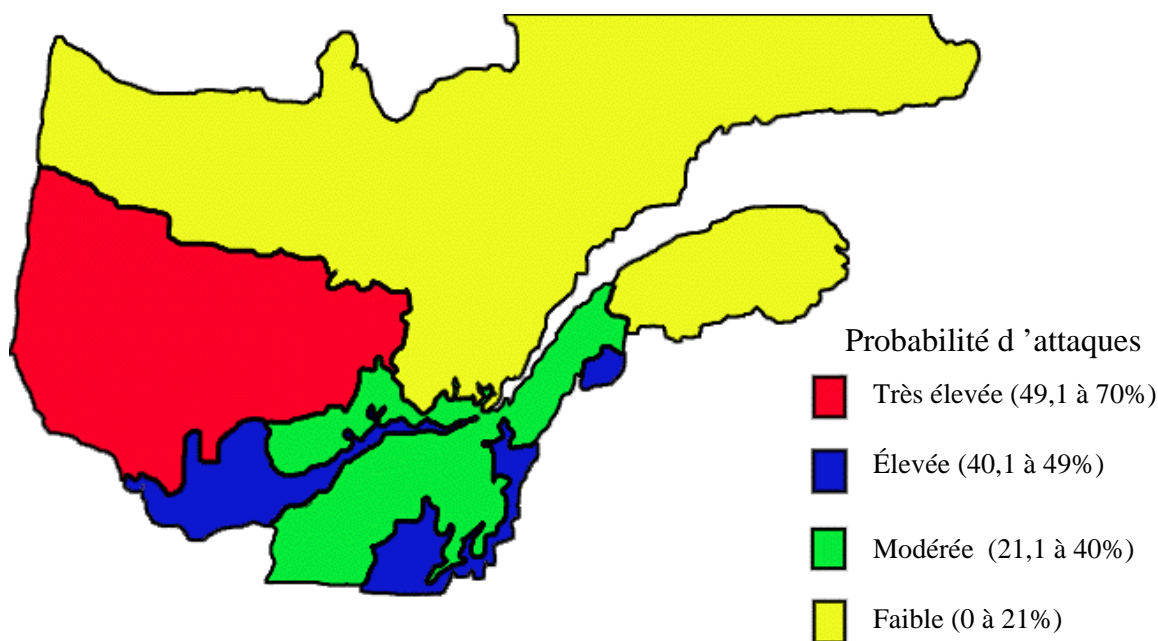 Probabilité d ’attaques
Très élevée (49,1 à 70%)
Élevée (40,1 à 49%)
Modérée (21,1 à 40%)
Faible (0 à 21%)